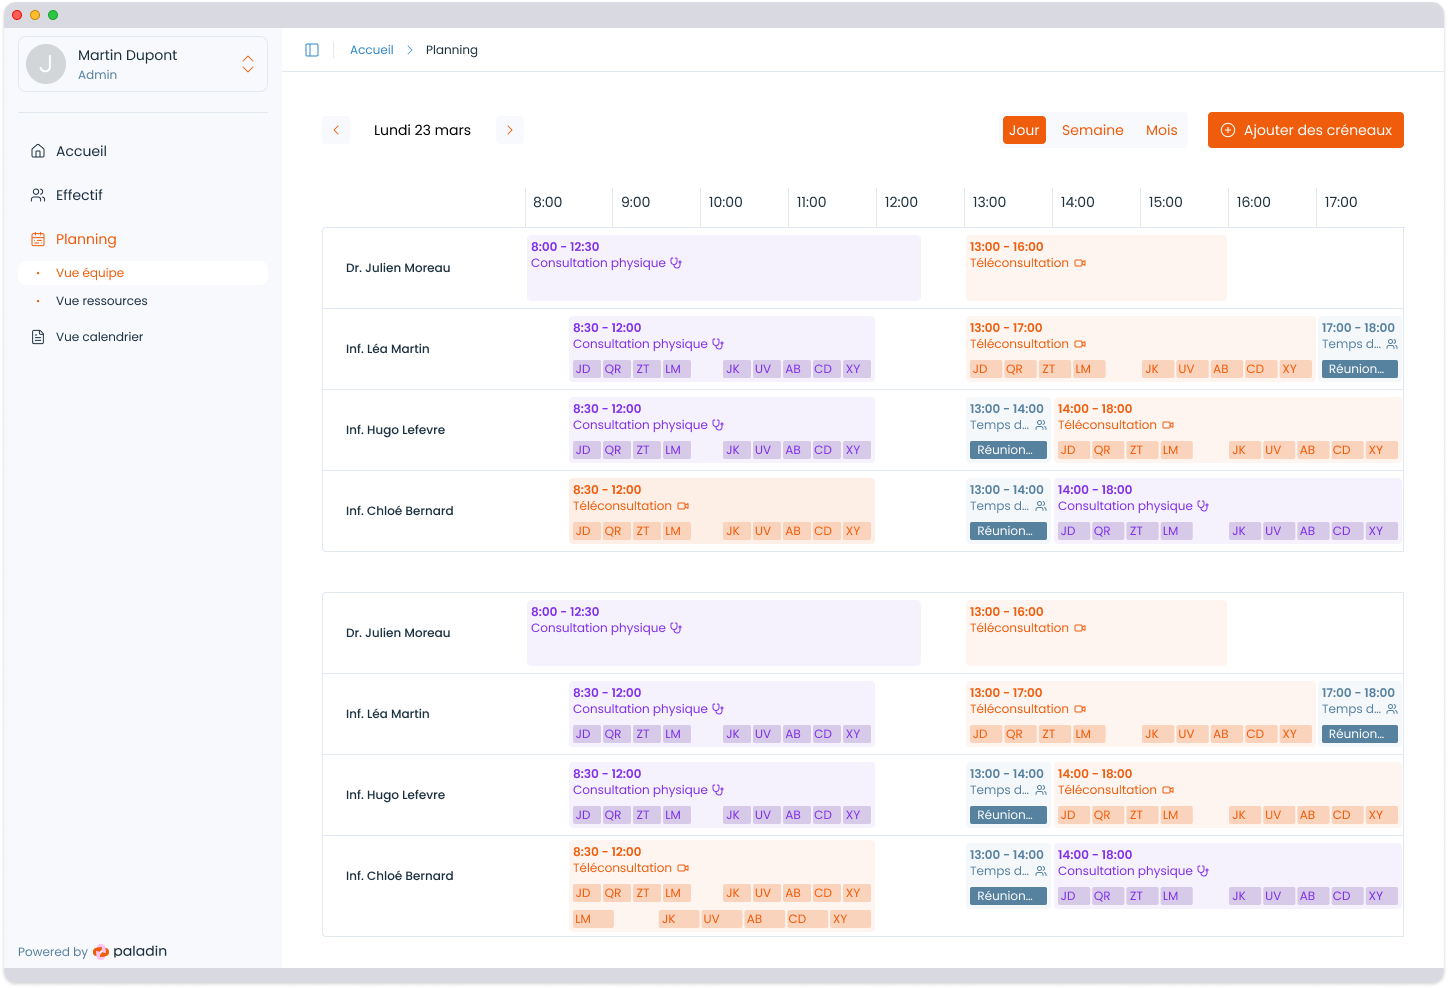 J
Martin Dupont
Admin
Accueil
Effectif
Planning
Vue équipe
Vue ressources
Vue calendrier
Powered by paladin
Accueil > Planning
Lundi 23 mars
Jour Semaine Mois
Ajouter des créneaux
8:00 9:00 10:00 11:00 12:00 13:00 14:00 15:00 16:00 17:00
Dr. Julien Moreau
8:00 - 12:30
Consultation physique
13:00 - 16:00
Téléconsultation
Inf. Léa Martin
8:30 - 12:00
Consultation physique
JD QR ZT LM JK UV AB CD XY
13:00 - 17:00
Téléconsultation
JD QR ZT LM JK UV AB CD XY
17:00 - 18:00
Temps d...
Réunion...
Inf. Hugo Lefevre
8:30 - 12:00
Consultation physique
JD QR ZT LM JK UV AB CD XY
13:00 - 14:00
Temps d...
Réunion...
14:00 - 18:00
Téléconsultation
JD QR ZT LM JK UV AB CD XY
Inf. Chloé Bernard
8:30 - 12:00
Téléconsultation
JD QR ZT LM JK UV AB CD XY
13:00 - 14:00
Temps d...
Réunion...
14:00 - 18:00
Consultation physique
JD QR ZT LM JK UV AB CD XY
Dr. Julien Moreau
8:00 - 12:30
Consultation physique
13:00 - 16:00
Téléconsultation
Inf. Léa Martin
8:30 - 12:00
Consultation physique
JD QR ZT LM JK UV AB CD XY
13:00 - 17:00
Téléconsultation
JD QR ZT LM JK UV AB CD XY
17:00 - 18:00
Temps d...
Réunion...
Inf. Hugo Lefevre
8:30 - 12:00
Consultation physique
JD QR ZT LM JK UV AB CD XY
13:00 - 14:00
Temps d...
Réunion...
14:00 - 18:00
Téléconsultation
JD QR ZT LM JK UV AB CD XY
Inf. Chloé Bernard
8:30 - 12:00
Téléconsultation
JD QR ZT LM JK UV AB CD XY
LM JK UV AB CD XY
13:00 - 14:00
Temps d...
Réunion...
14:00 - 18:00
Consultation physique
JD QR ZT LM JK UV AB CD XY